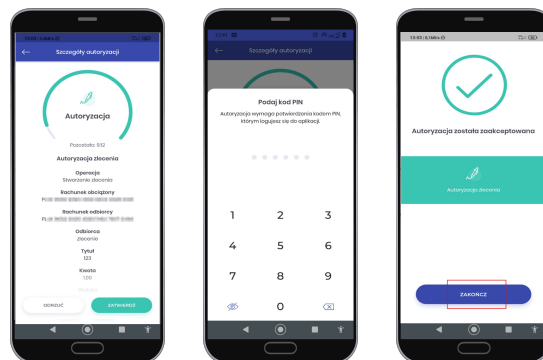 Szczegóły autoryzacji
Autoryzacja
Pozostało: 0:12
Autoryzacja zlecenia
Operacja
Stworzenie zlecenia
Rachunek obciążony
Rachunek odbiorcy
Odbiorca
zlecenie
Tytuł
123
Kwota
1,00
ODRZUĆ
ZATWIERDŹ
Szczegóły autoryzacji
Podaj kod PIN
Autoryzacja wymaga potwierdzenia kodem PIN,
którym logujesz się do aplikacji.
1 2 3
4 5 6
7 8 9
0
Autoryzacja została zaakceptowana
Autoryzacja zlecenia
ZAKOŃCZ